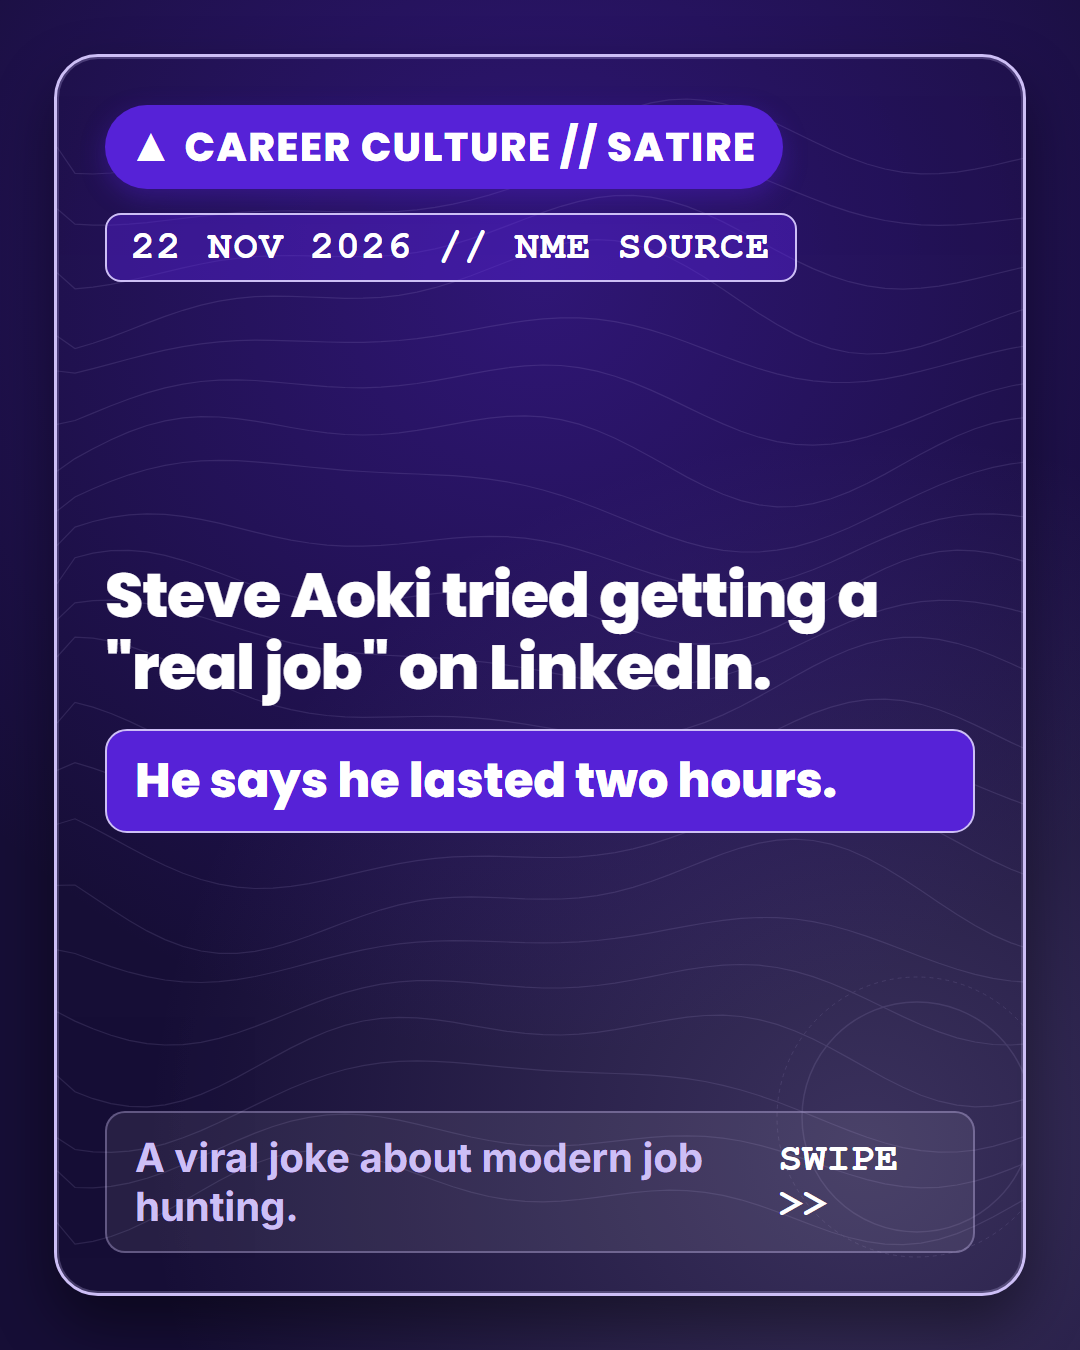 ▲ CAREER CULTURE // SATIRE
22 NOV 2026 // NME SOURCE
Steve Aoki tried getting a
"real job" on LinkedIn.
He says he lasted two hours.
A viral joke about modern job
hunting.
SWIPE
>>